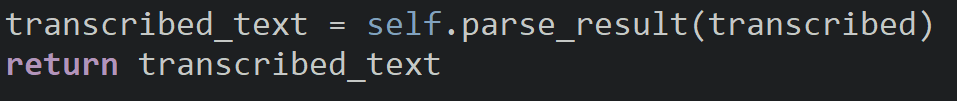 transcribed_text = self.parse_result(transcribed)
return transcribed_text